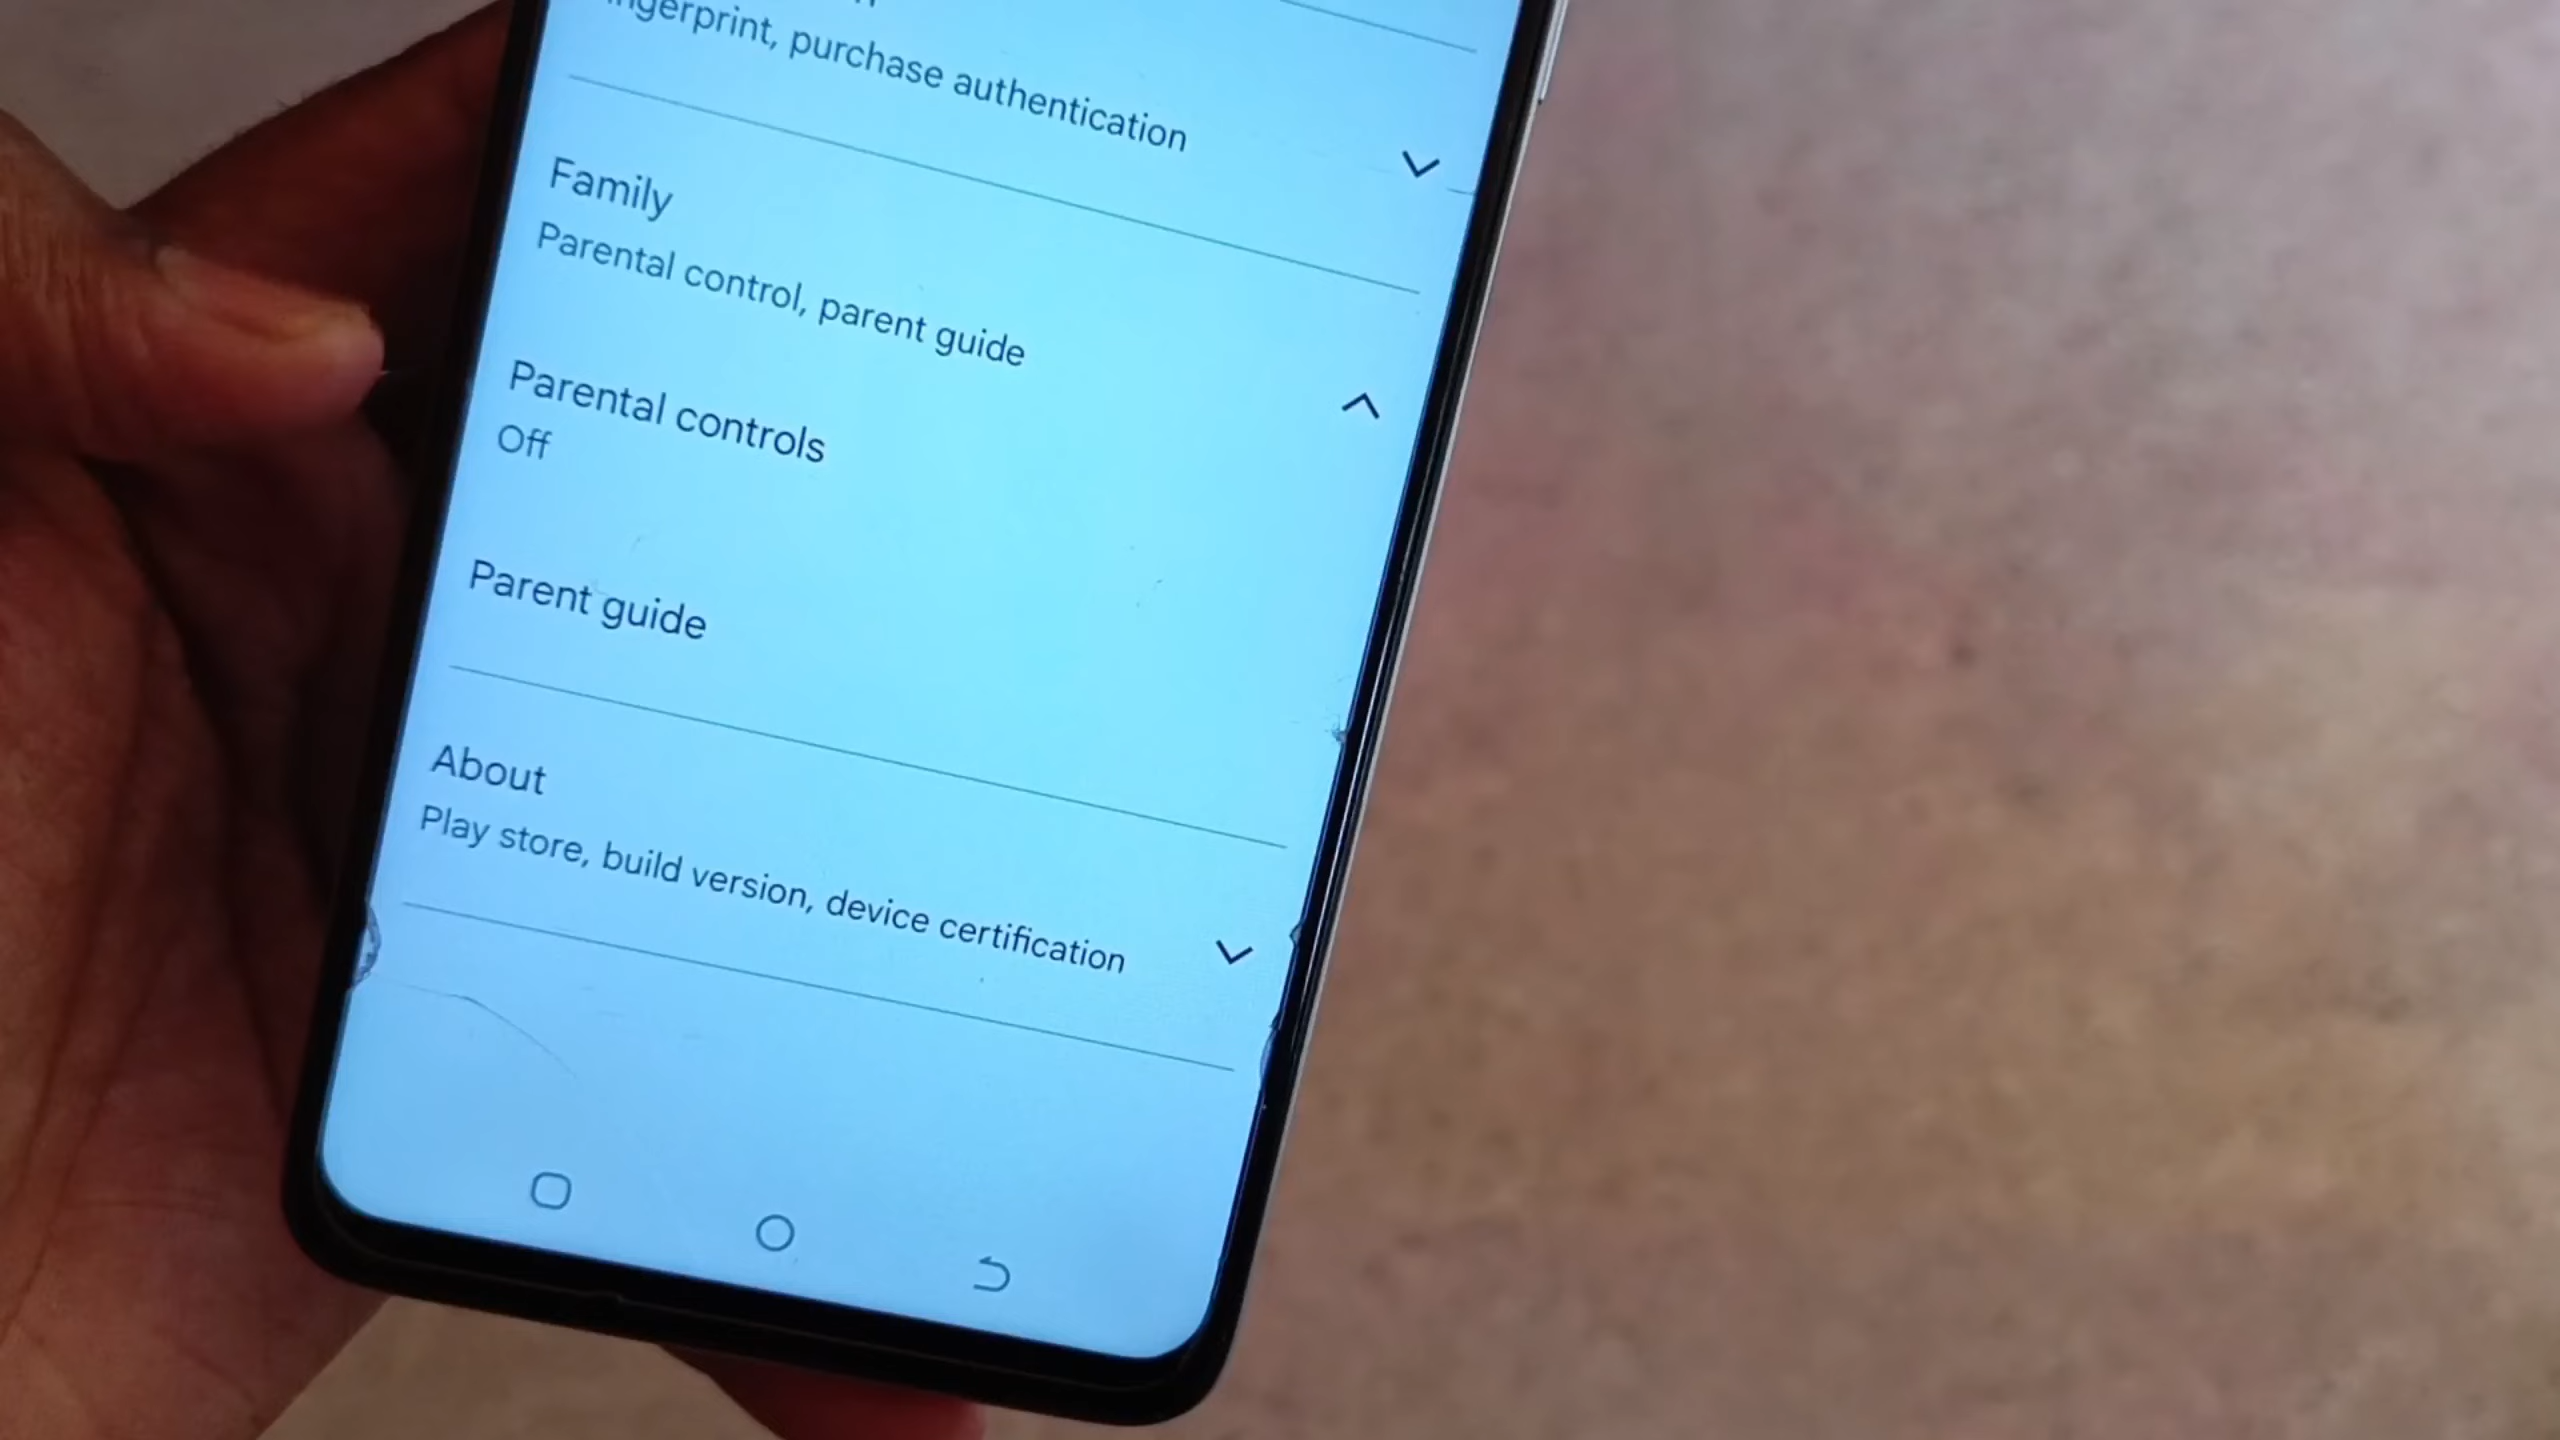 purchase authentication
Family
Parental control, parent guide
Parental controls
Off
Parent guide
About
Play store, build version, device certification